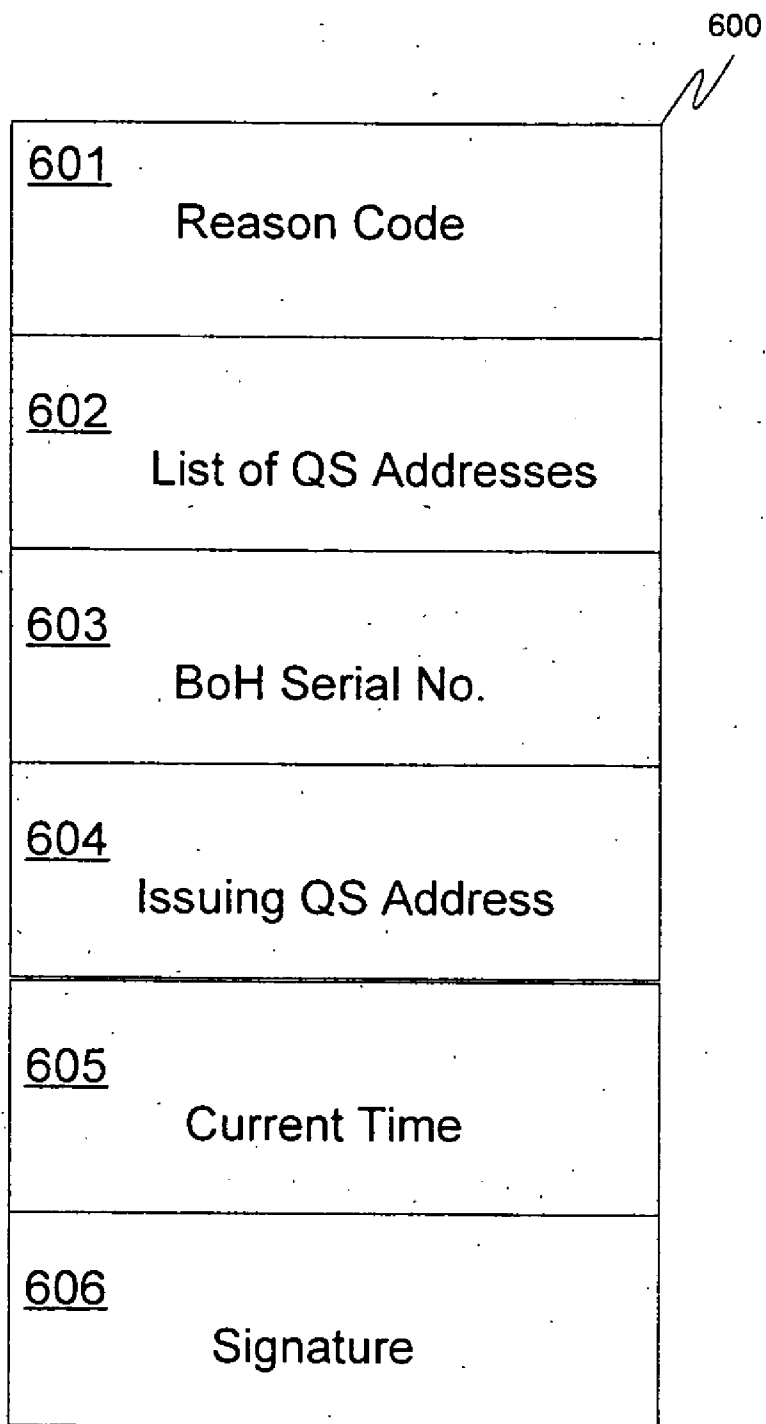 600
601
Reason Code
602
List of QS Addresses
603
BoH Serial No.
604
Issuing QS Address
605
Current Time
606
Signature